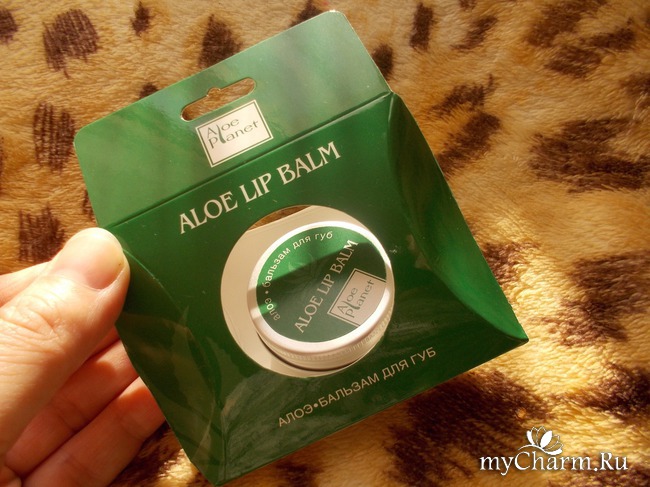 Aloe
Planet
ALOE LIP BALM
алоэ • бальзам для губ
ALOE LIP BALM
Aloe
Planet
АЛОЭ•БАЛЬЗАМ ДЛЯ ГУБ
myCharm.Ru